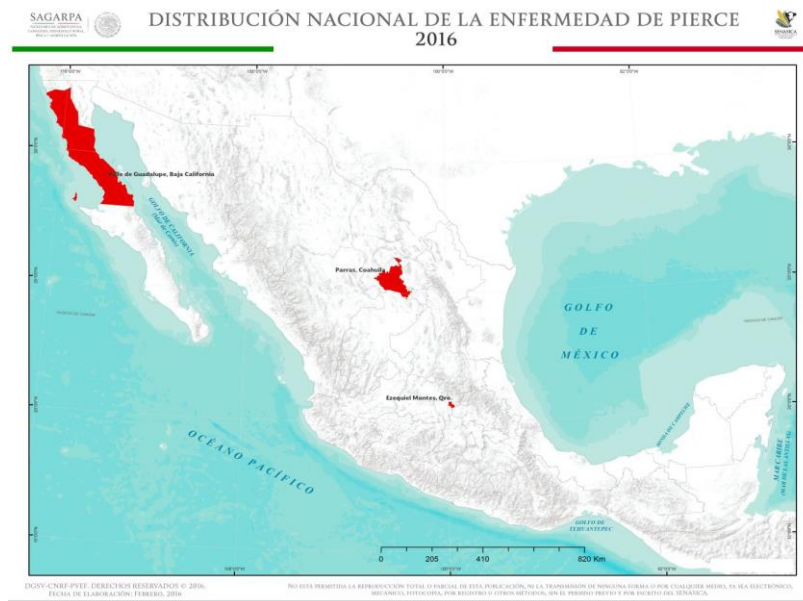 SAGARPA
DISTRIBUCIÓN NACIONAL DE LA ENFERMEDAD DE PIERCE
2016
SENASICA
Valle de Guadalupe, Baja California
GOLFO DE CALIFORNIA
(Mar de Cortés)
Parras, Coahuila
GOLFO
DE
MÉXICO
Ezequiel Montes, Qro.
OCÉANO PACÍFICO
MAR CARIBE
GOLFO DE
TEHUANTEPEC
0 205 410 820 KM
DGSV-CNRF-PVEF. DERECHOS RESERVADOS © 2016.
FECHA DE ELABORACIÓN: FEBRERO, 2016
NO ESTÁ PERMITIDA LA REPRODUCCIÓN TOTAL O PARCIAL DE ESTA PUBLICACIÓN, NI LA TRANSMISIÓN DE NINGUNA FORMA O POR CUALQUIER MEDIO, YA SEA ELECTRÓNICO,
MECÁNICO, FOTOCOPIA, POR REGISTRO U OTROS MÉTODOS, SIN EL PERMISO PREVIO Y POR ESCRITO DEL SENASICA.